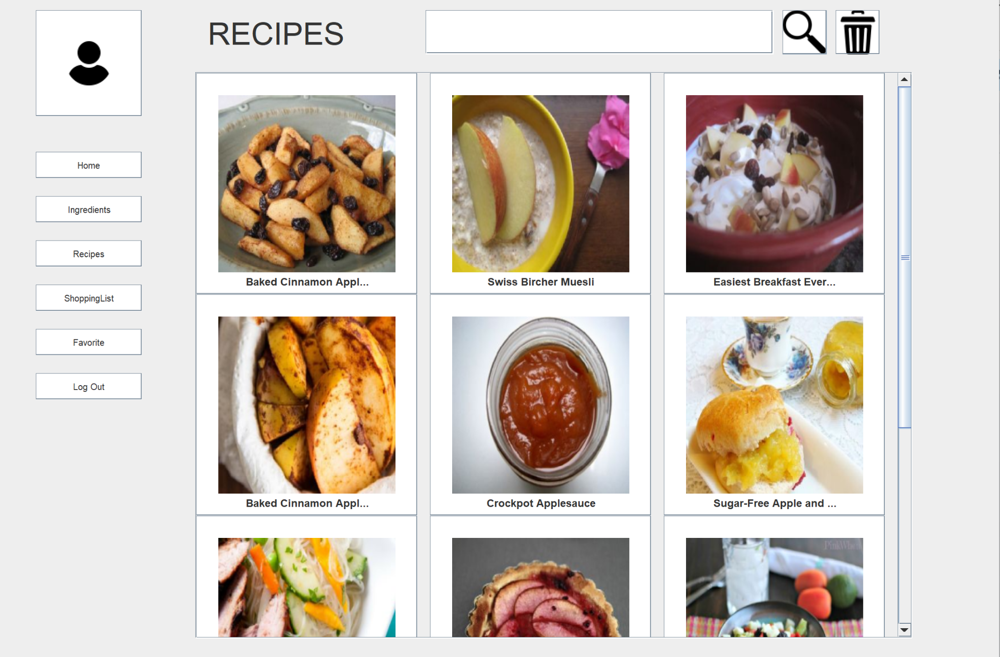 RECIPES
Home
Ingredients
Recipes
ShoppingList
Favorite
Log Out
Baked Cinnamon Appl...
Swiss Bircher Muesli
Easiest Breakfast Ever...
Baked Cinnamon Appl...
Crockpot Applesauce
Sugar-Free Apple and ...